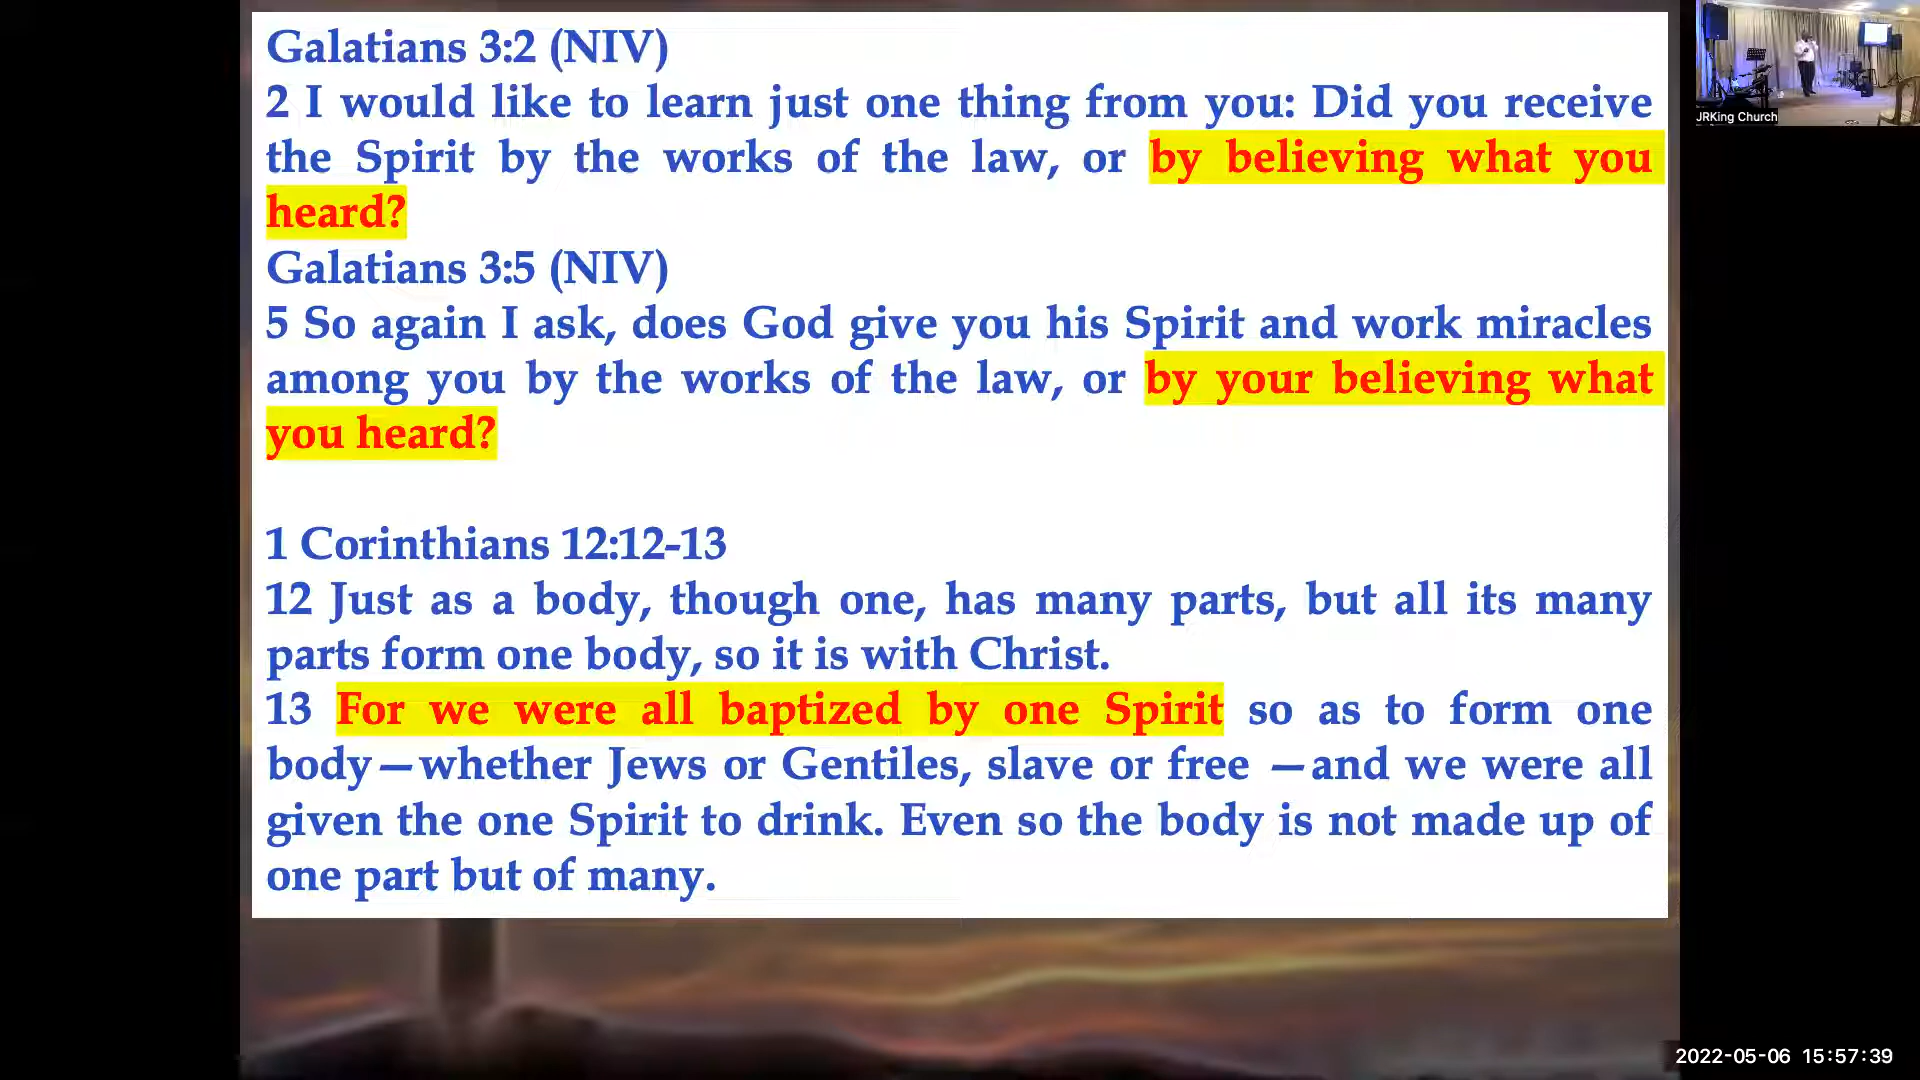 Galatians 3:2 (NIV)
2 I would like to learn just one thing from you: Did you receive
the Spirit by the works of the law, or by believing what you
heard?
Galatians 3:5 (NIV)
5 So again I ask, does God give you his Spirit and work miracles
among you by the works of the law, or by your believing what
you heard?
1 Corinthians 12:12-13
12 Just as a body, though one, has many parts, but all its many
parts form one body, so it is with Christ.
13 For we were all baptized by one Spirit so as to form one
body—whether Jews or Gentiles, slave or free —and we were all
given the one Spirit to drink. Even so the body is not made up of
one part but of many.
JRKing Church
2022-05-06 15:57:39